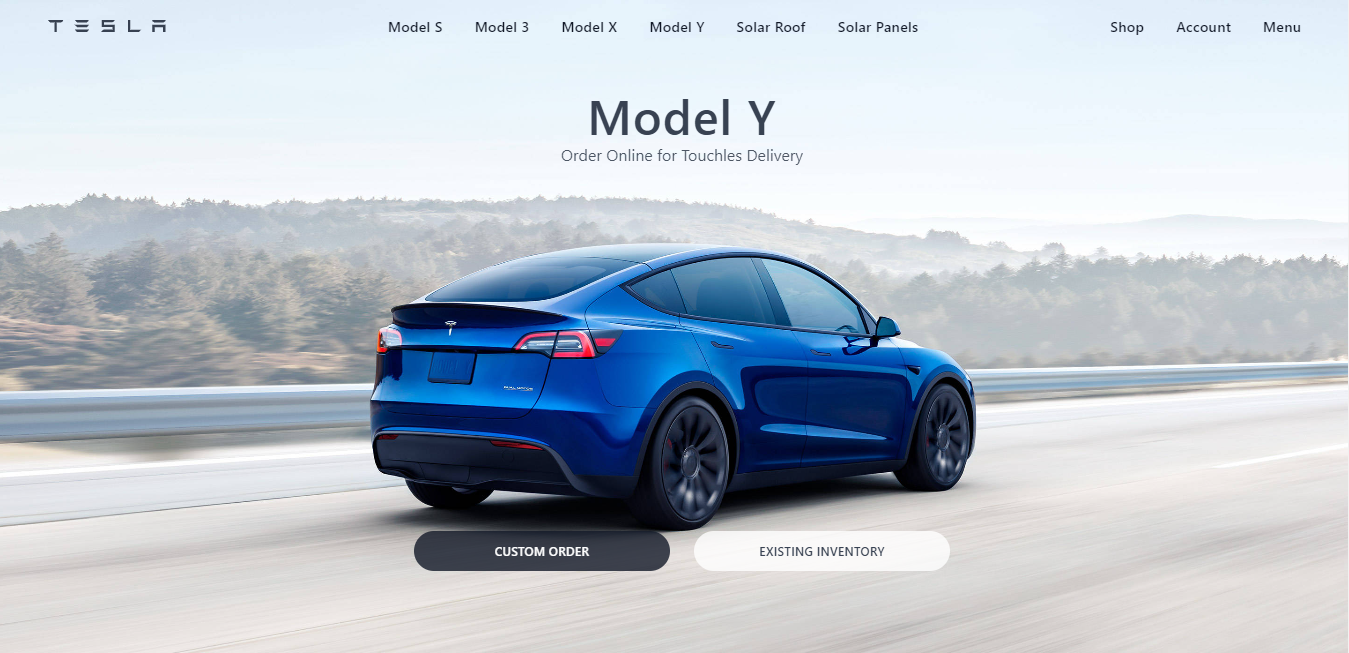 TESLA
Model S Model 3 Model X Model Y Solar Roof Solar Panels Shop Account Menu
Model Y
Order Online for Touchles Delivery
CUSTOM ORDER EXISTING INVENTORY